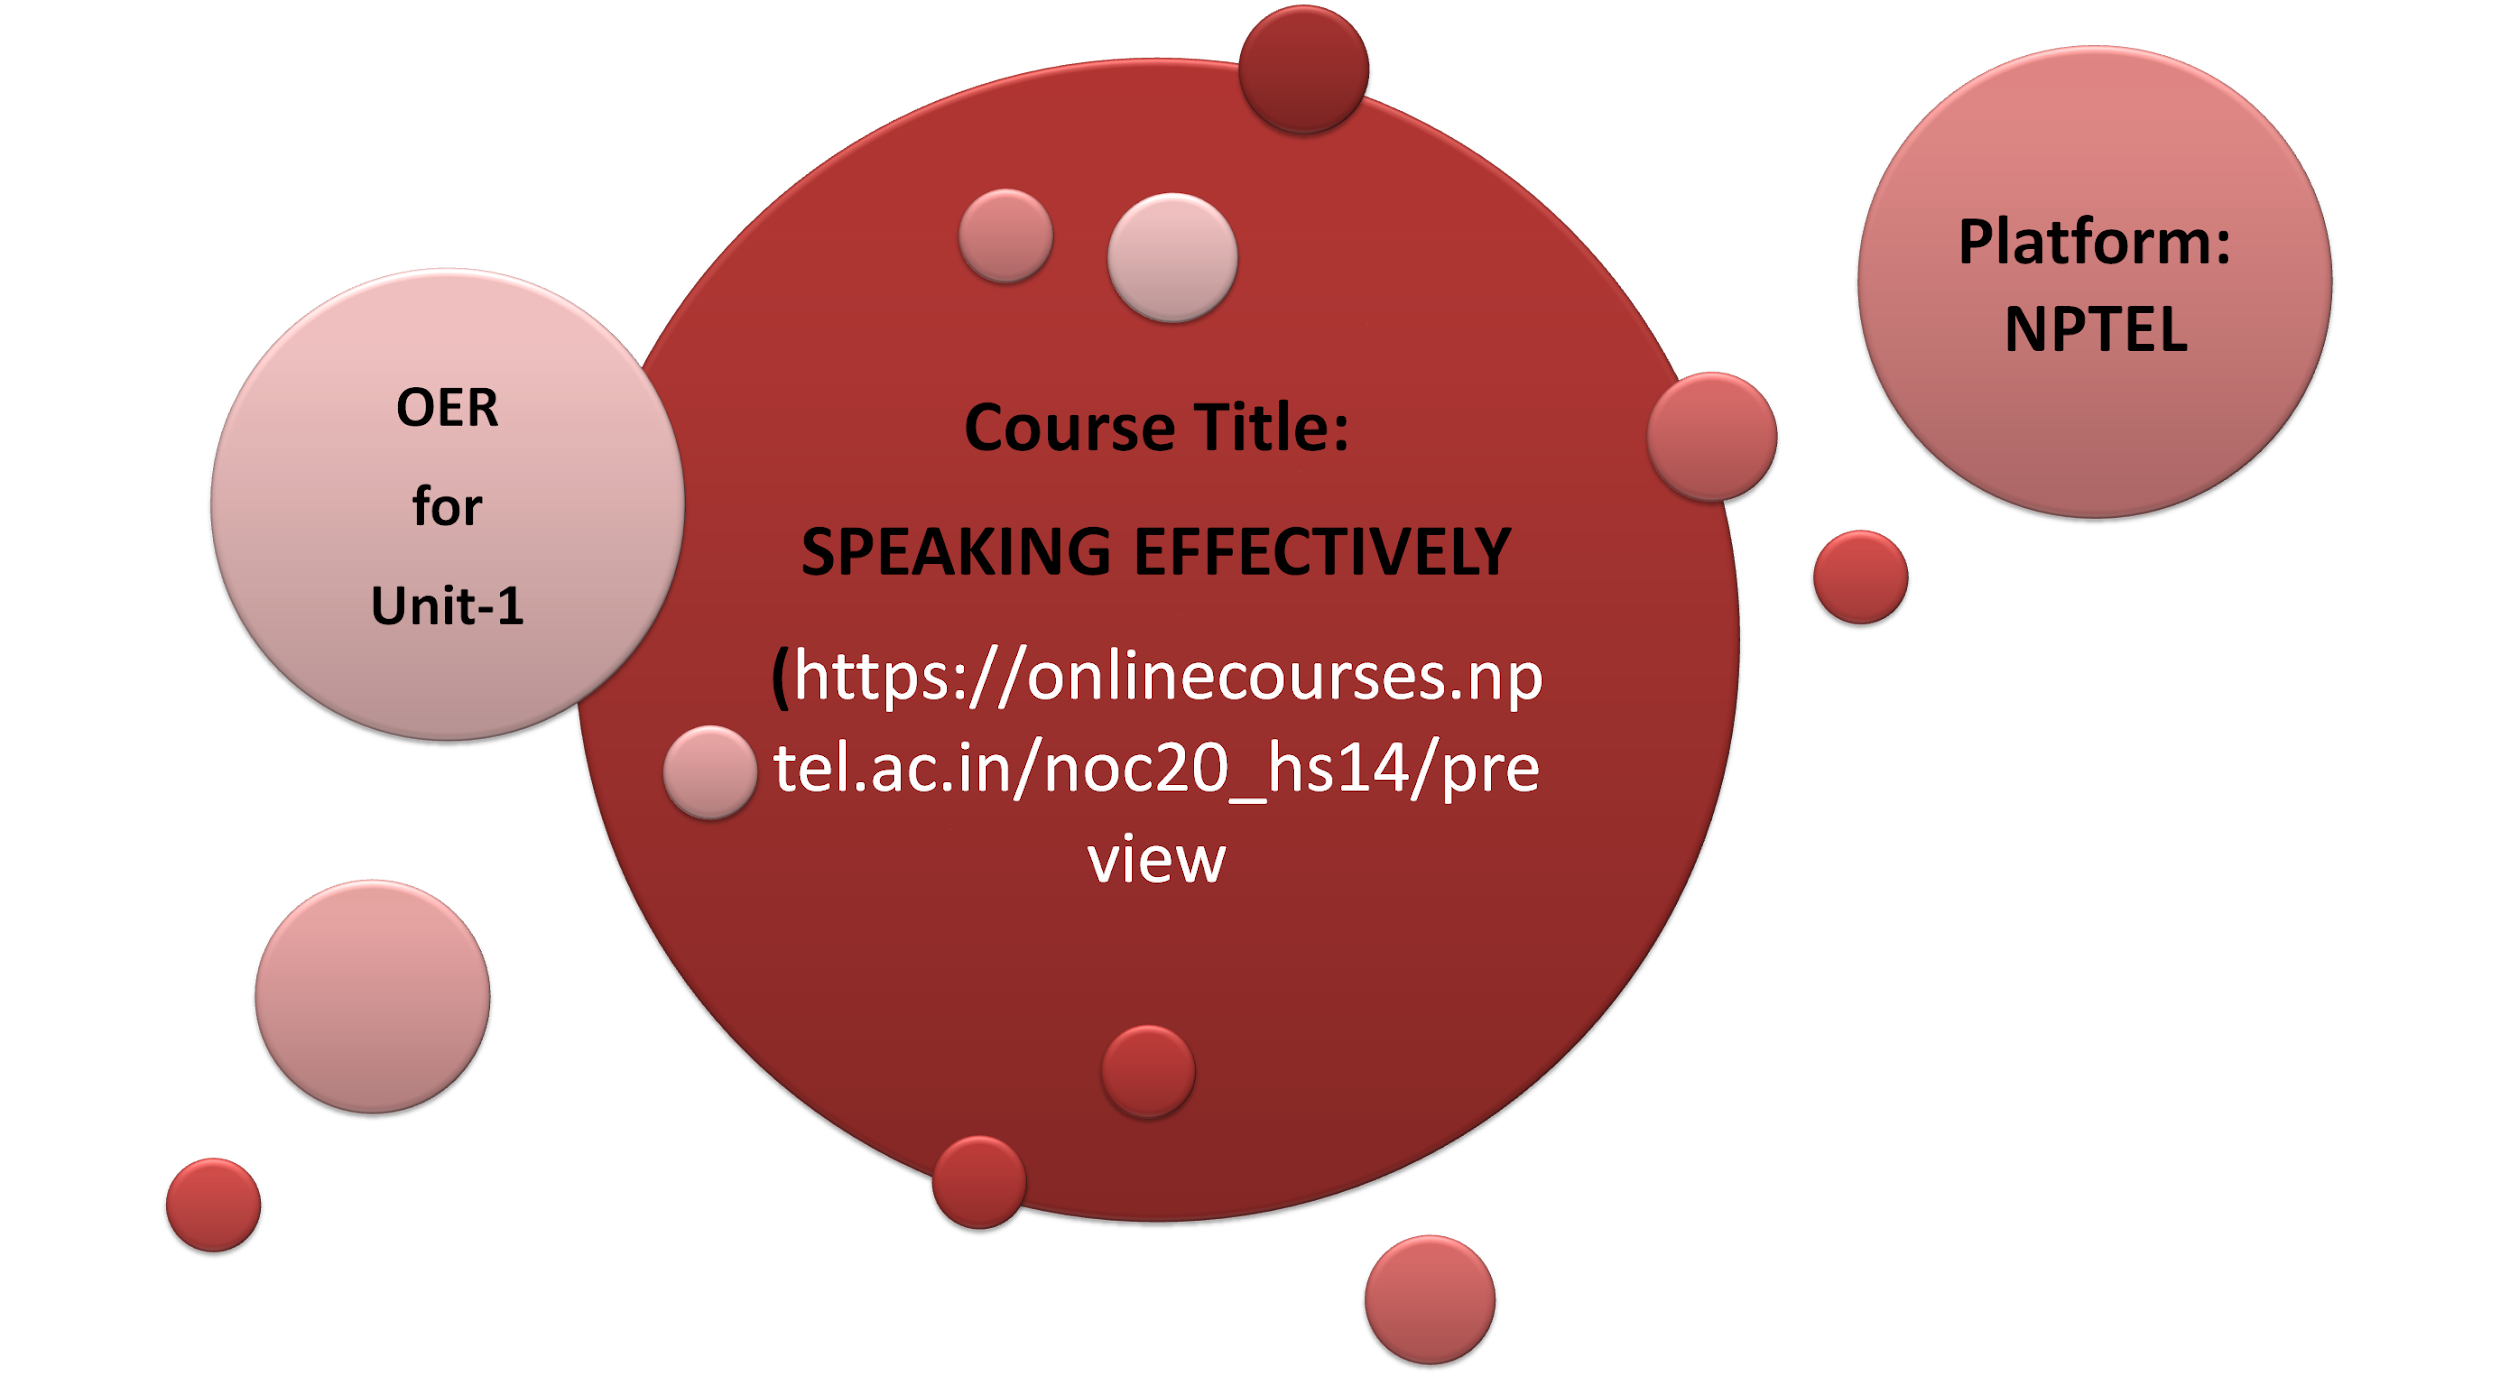 OER
for
Unit-1
Course Title:
SPEAKING EFFECTIVELY
(https://onlinecourses.np
tel.ac.in/noc20_hs14/pre
view
Platform:
NPTEL